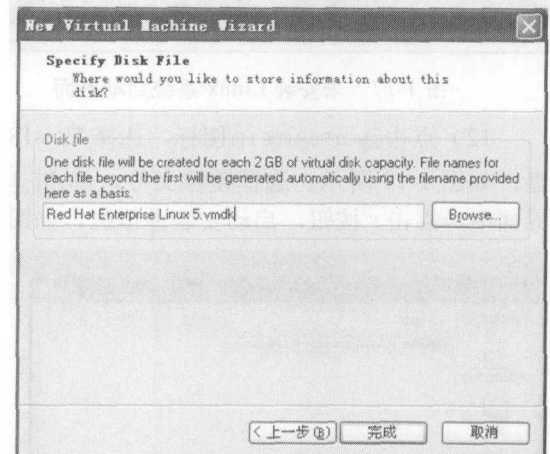 New Virtual Machine Wizard
Specify Disk File
Where would you like to store information about this
disk?
Disk file
One disk file will be created for each 2 GB of virtual disk capacity. File names for
each file beyond the first will be generated automatically using the filename provided
here as a basis.
Red Hat Enterprise Linux 5.vmdk
Browse...
< 上一步(B)
完成
取消